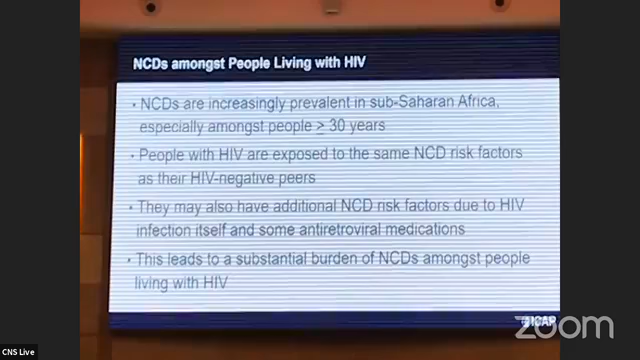 NCDs amongst People Living with HIV
• NCDs are increasingly prevalent in sub-Saharan Africa,
especially amongst people ≥ 30 years
• People with HIV are exposed to the same NCD risk factors
as their HIV-negative peers
• They may also have additional NCD risk factors due to HIV
infection itself and some antiretroviral medications
• This leads to a substantial burden of NCDs amongst people
living with HIV
ICAP
zoom
CNS Live